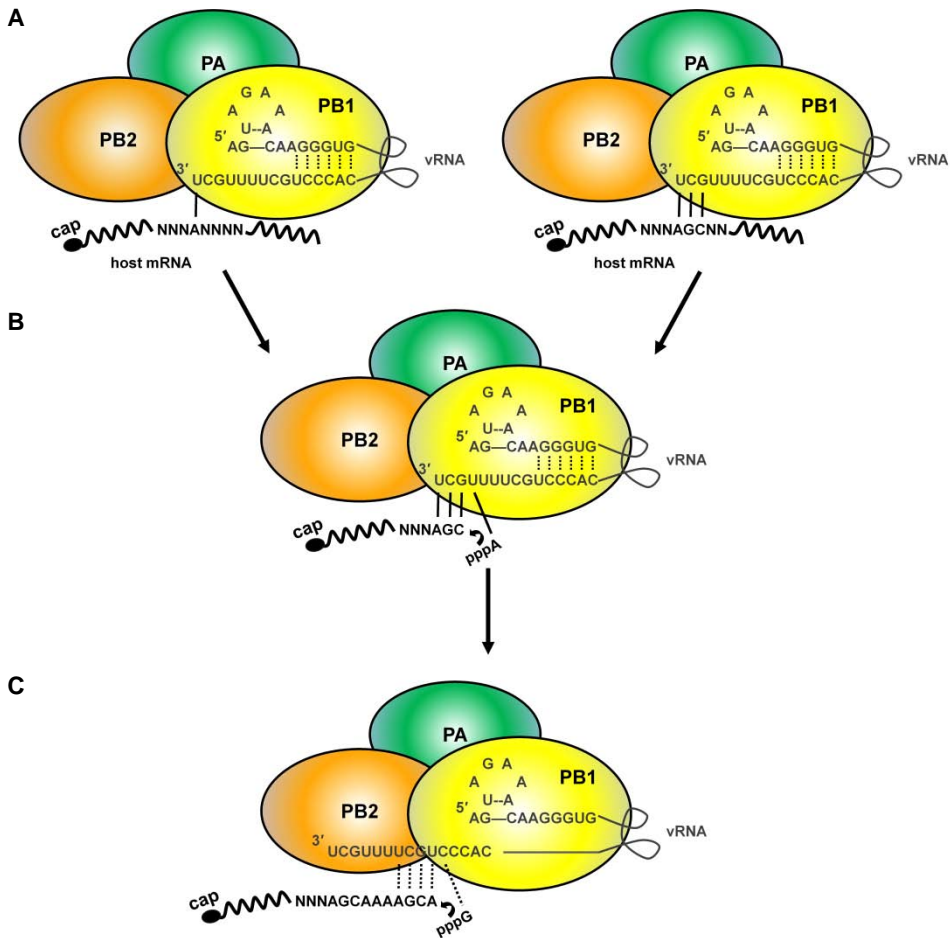 A
PA
G A
A A
PB1
5′ U--A
PB2
AG—CAAGGGUG
3′
UCGUUUUCGUCCCAC
vRNA
cap
NNNANNNN
host mRNA
PA
G A
A A
PB1
5′ U--A
PB2
AG—CAAGGGUG
3′
UCGUUUUCGUCCCAC
vRNA
cap
NNNAGCNN
host mRNA
B
PA
G A
A A
PB1
5′ U--A
PB2
AG—CAAGGGUG
3′
UCGUUUUCGUCCCAC
vRNA
cap
NNNAGC
pppA
C
PA
G A
A A
PB1
5′ U--A
PB2
AG—CAAGGGUG
3′
UCGUUUUCGUCCCAC
vRNA
cap
NNNAGCAAAAGCA
pppG